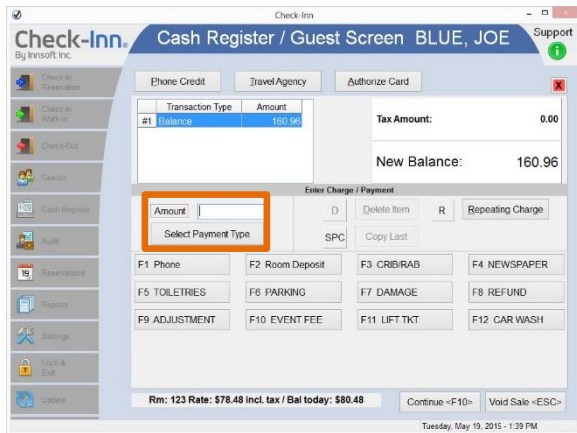 Check-Inn
Check-Inn®
By Innsoft Inc.
Cash Register / Guest Screen BLUE, JOE
Support
Check-In
Reservation
Check-In
Walk-In
Check-Out
Guests
Cash Register
Audit
Reservations
Reports
Settings
Lock &
Exit
Update
Phone Credit
Travel Agency
Authorize Card
X
Transaction Type Amount
#1 Balance 160.96
Tax Amount: 0.00
New Balance: 160.96
Enter Charge / Payment
Amount
D
Delete Item
R
Repeating Charge
Select Payment Type
SPC
Copy Last
F1 Phone
F2 Room Deposit
F3 CRIB/RAB
F4 NEWSPAPER
F5 TOILETRIES
F6 PARKING
F7 DAMAGE
F8 REFUND
F9 ADJUSTMENT
F10 EVENT FEE
F11 LIFT TKT
F12 CAR WASH
Rm: 123 Rate: $78.48 incl. tax / Bal today: $80.48
Continue <F10>
Void Sale <ESC>
Tuesday, May 19, 2015 - 1:39 PM